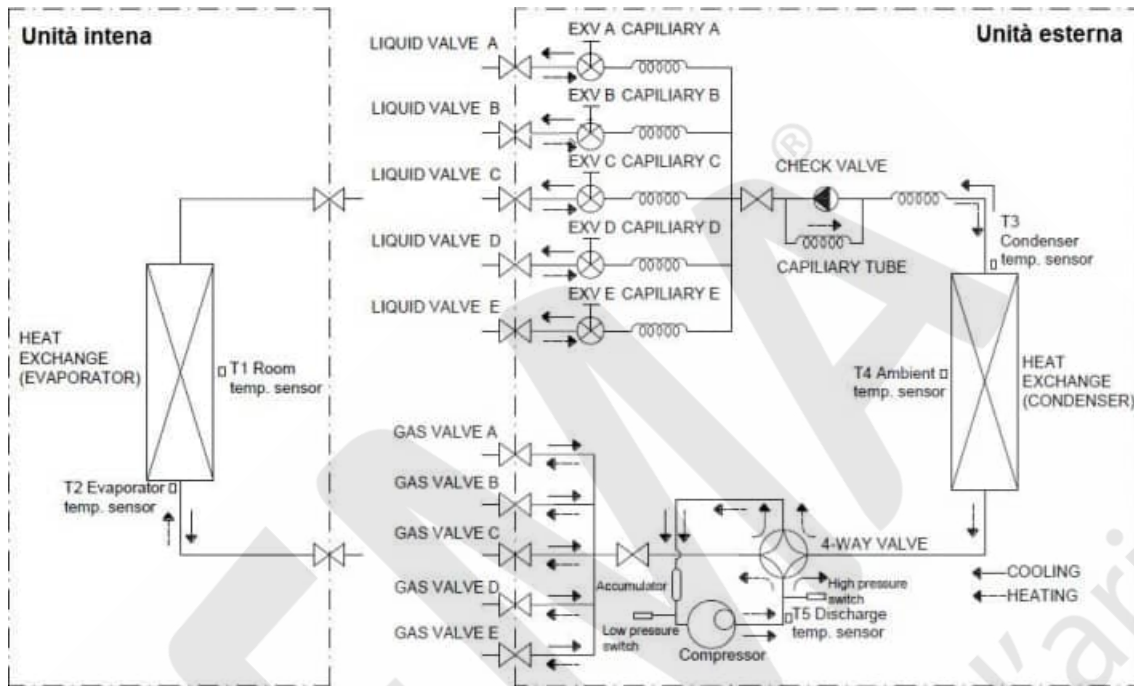 Unità intena
Unità esterna
LIQUID VALVE A
EXV A CAPILIARY A
LIQUID VALVE B
EXV B CAPILIARY B
LIQUID VALVE C
EXV C CAPILIARY C
LIQUID VALVE D
EXV D CAPILIARY D
LIQUID VALVE E
EXV E CAPILIARY E
CHECK VALVE
CAPILIARY TUBE
T3
Condenser
temp. sensor
HEAT
EXCHANGE
(EVAPORATOR)
T1 Room
temp. sensor
T2 Evaporator
temp. sensor
T4 Ambient
temp. sensor
HEAT
EXCHANGE
(CONDENSER)
GAS VALVE A
GAS VALVE B
GAS VALVE C
GAS VALVE D
GAS VALVE E
4-WAY VALVE
Accumulator
High pressure
switch
Low pressure
switch
T5 Discharge
temp. sensor
Compressor
COOLING
HEATING
®
l'ari